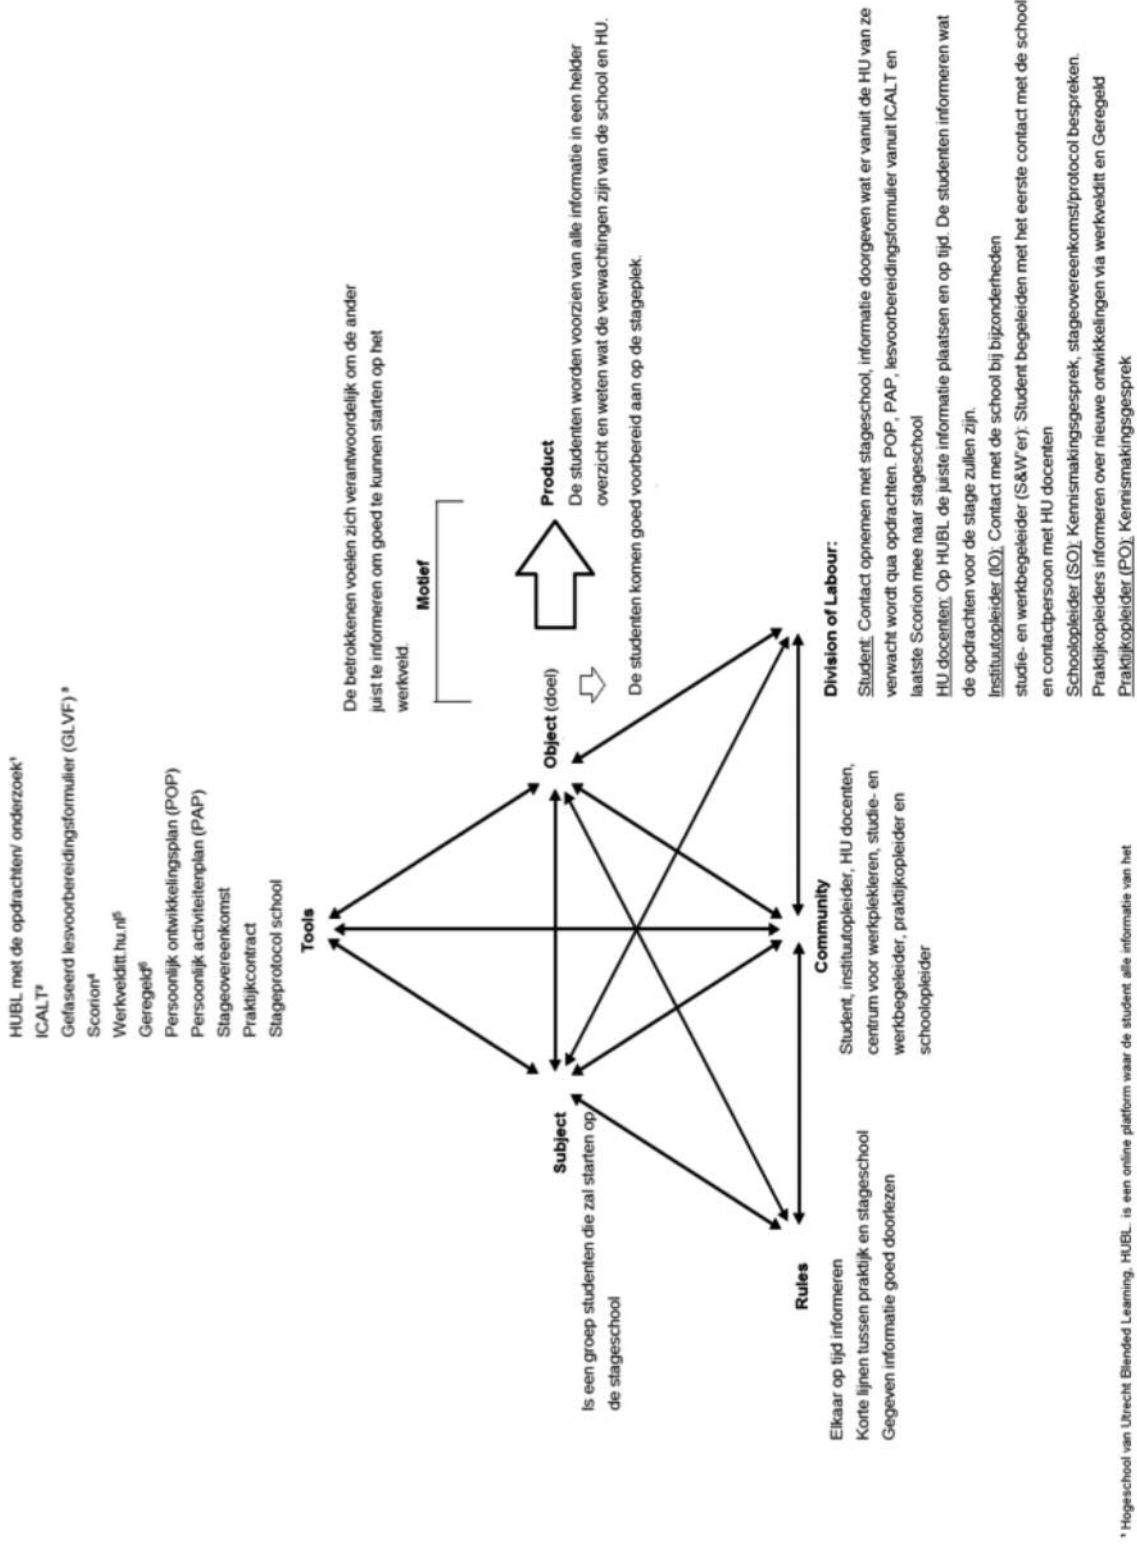 HUBL met de opdrachten/ onderzoek¹
ICALT²
Gefaseerd lesvoorbereidingsformulier (GLVF) ³
Scorion⁴
Werkvelditt.hu.nl⁵
Geregeld⁶
Persoonlijk ontwikkelingsplan (POP)
Persoonlijk activiteitenplan (PAP)
Stageovereenkomst
Praktijkcontract
Stageprotocol school
Tools
De betrokkenen voelen zich verantwoordelijk om de ander
juist te informeren om goed te kunnen starten op het
werkveld.
Motief
Subject
Is een groep studenten die zal starten op
de stageschool
Object (doel)
Product
De studenten worden voorzien van alle informatie in een helder
overzicht en weten wat de verwachtingen zijn van de school en HU.
De studenten komen goed voorbereid aan op de stageplek.
Rules
Elkaar op tijd informeren
Korte lijnen tussen praktijk en stageschool
Gegeven informatie goed doorlezen
Community
Student, instituutopleider, HU docenten,
centrum voor werkplekleren, studie- en
werkbegeleider, praktijkopleider en
schoolopleider
Division of Labour:
Student: Contact opnemen met stageschool, informatie doorgeven wat er vanuit de HU van ze
verwacht wordt qua opdrachten. POP, PAP, lesvoorbereidingsformulier vanuit ICALT en
laatste Scorion mee naar stageschool
HU docenten: Op HUBL de juiste informatie plaatsen en op tijd. De studenten informeren wat
de opdrachten voor de stage zullen zijn.
Instituutopleider (IO): Contact met de school bij bijzonderheden
studie- en werkbegeleider (S&W'er): Student begeleiden met het eerste contact met de school
en contactpersoon met HU docenten
Schoolopleider (SO): Kennismakingsgesprek, stageovereenkomst/protocol bespreken.
Praktijkopleiders informeren over nieuwe ontwikkelingen via werkvelditt en Geregeld
Praktijkopleider (PO): Kennismakingsgesprek
¹ Hogeschool van Utrecht Blended Learning, HUBL. is een online platform waar de student alle informatie van het